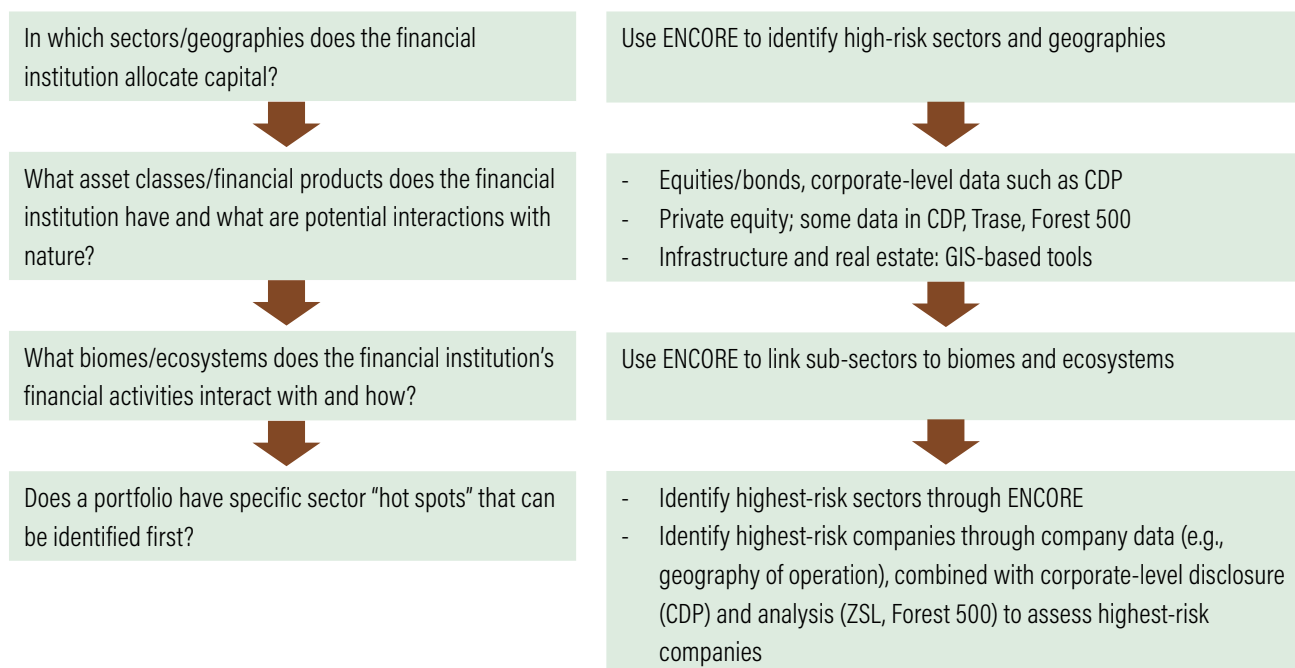 In which sectors/geographies does the financial
institution allocate capital?
Use ENCORE to identify high-risk sectors and geographies
What asset classes/financial products does the financial
institution have and what are potential interactions with
nature?
- Equities/bonds, corporate-level data such as CDP
- Private equity; some data in CDP, Trase, Forest 500
- Infrastructure and real estate: GIS-based tools
What biomes/ecosystems does the financial institution’s
financial activities interact with and how?
Use ENCORE to link sub-sectors to biomes and ecosystems
Does a portfolio have specific sector “hot spots” that can
be identified first?
- Identify highest-risk sectors through ENCORE
- Identify highest-risk companies through company data (e.g.,
geography of operation), combined with corporate-level disclosure
(CDP) and analysis (ZSL, Forest 500) to assess highest-risk
companies